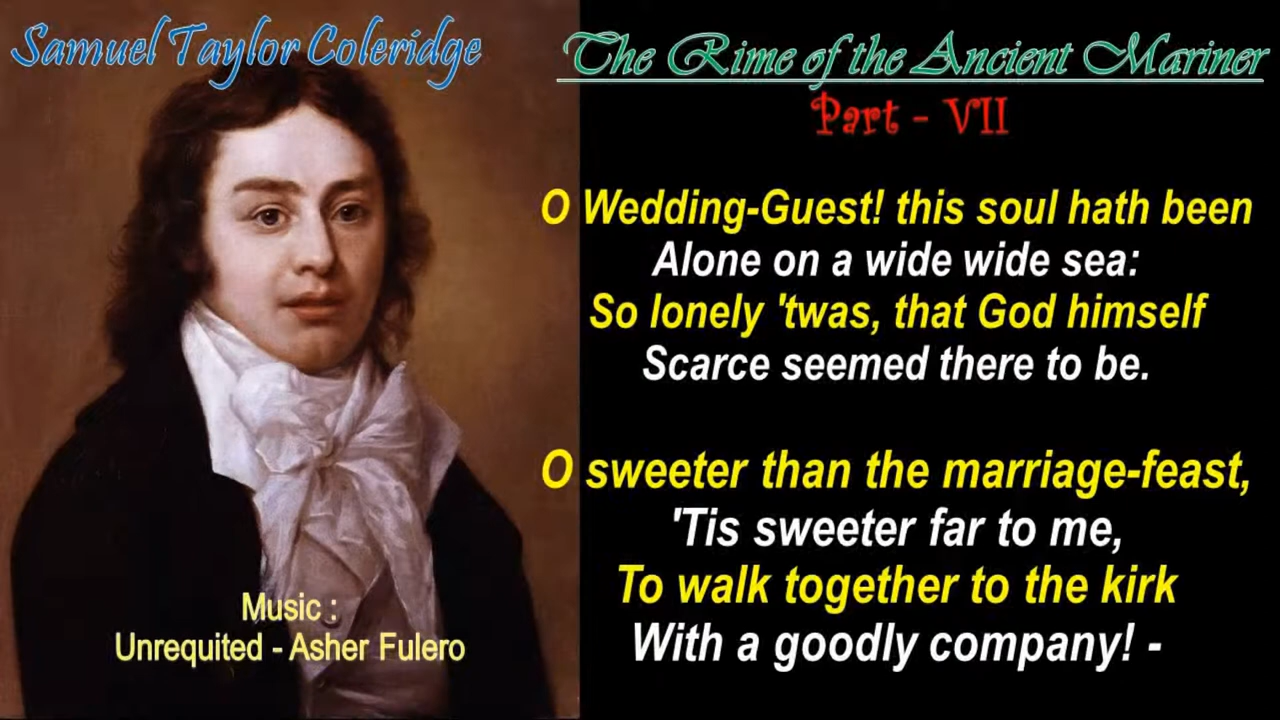 Samuel Taylor Coleridge
The Rime of the Ancient Mariner
Part - VII
O Wedding-Guest! this soul hath been
Alone on a wide wide sea:
So lonely 'twas, that God himself
Scarce seemed there to be.
O sweeter than the marriage-feast,
'Tis sweeter far to me,
To walk together to the kirk
With a goodly company! -
Music :
Unrequited - Asher Fulero